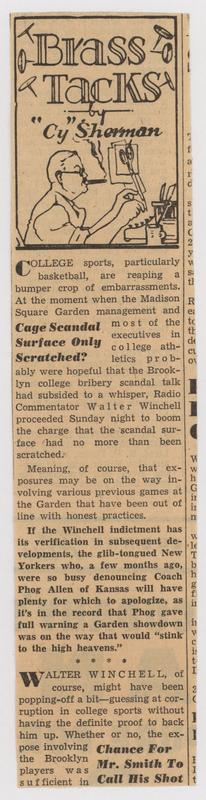 Brass
Tacks
by
"Cy" Sherman
COLLEGE sports, particularly
basketball, are reaping a
bumper crop of embarrassments.
At the moment when the Madison
Square Garden management and
Cage Scandal
Surface Only
Scratched?
most of the
executives in
college ath-
letics prob-
ably were hopeful that the Brook-
lyn college bribery scandal talk
had subsided to a whisper, Radio
Commentator Walter Winchell
proceeded Sunday night to boom
the charge that the scandal sur-
face had no more than been
scratched.
Meaning, of course, that ex-
posures may be on the way in-
volving various previous games at
the Garden that have been out of
line with honest practices.
If the Winchell indictment has
its verification in subsequent de-
velopments, the glib-tongued New
Yorkers who, a few months ago,
were so busy denouncing Coach
Phog Allen of Kansas will have
plenty for which to apologize, as
it's in the record that Phog gave
full warning a Garden showdown
was on the way that would "stink
to the high heavens."
* * * *
WALTER WINCHELL, of
course, might have been
popping-off a bit—guessing at cor-
ruption in college sports without
having the definite proof to back
him up. Whether or no, the ex-
pose involving
the Brooklyn
players was
sufficient in
Chance For
Mr. Smith To
Call His Shot